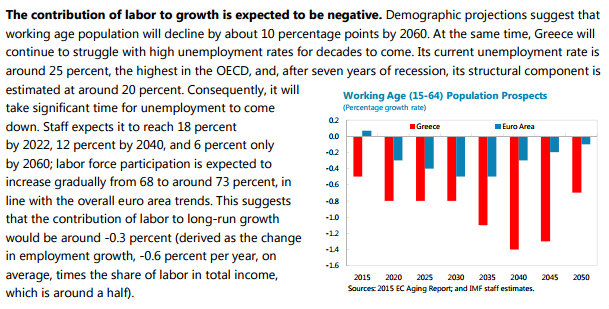 The contribution of labor to growth is expected to be negative. Demographic projections suggest that
working age population will decline by about 10 percentage points by 2060. At the same time, Greece will
continue to struggle with high unemployment rates for decades to come. Its current unemployment rate is
around 25 percent, the highest in the OECD, and, after seven years of recession, its structural component is
estimated at around 20 percent. Consequently, it will
take significant time for unemployment to come
down. Staff expects it to reach 18 percent
by 2022, 12 percent by 2040, and 6 percent only
by 2060; labor force participation is expected to
increase gradually from 68 to around 73 percent, in
line with the overall euro area trends. This suggests
that the contribution of labor to long-run growth
would be around -0.3 percent (derived as the change
in employment growth, -0.6 percent per year, on
average, times the share of labor in total income,
which is around a half).
Working Age (15-64) Population Prospects
(Percentage growth rate)
Greece Euro Area
0.2
0.0
-0.2
-0.4
-0.6
-0.8
-1.0
-1.2
-1.4
-1.6
2015 2020 2025 2030 2035 2040 2045 2050
Sources: 2015 EC Aging Report; and IMF staff estimates.